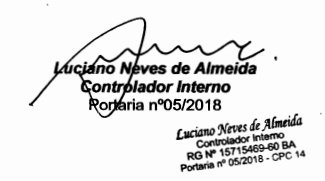 Luciano Neves de Almeida
Controlador Interno
Portaria nº05/2018
Luciano Neves de Almeida
Controlador Interno
RG Nº 15715469-60 BA
Portaria nº 05/2018 - CPC 14